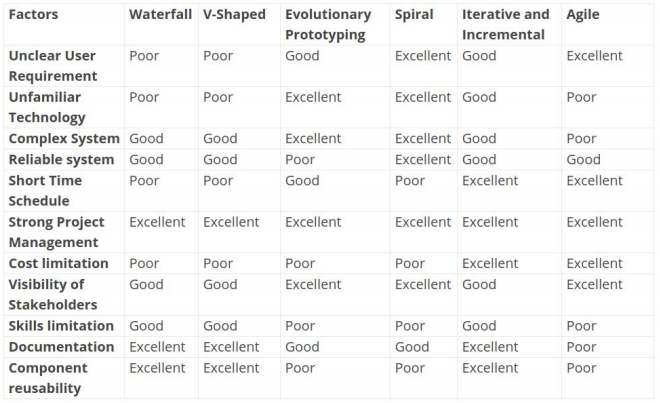 Factors Waterfall V-Shaped Evolutionary Prototyping Spiral Iterative and Incremental Agile
Unclear User Requirement Poor Poor Good Excellent Good Excellent
Unfamiliar Technology Poor Poor Excellent Excellent Good Poor
Complex System Good Good Excellent Excellent Good Poor
Reliable system Good Good Poor Excellent Good Good
Short Time Schedule Poor Poor Good Poor Excellent Excellent
Strong Project Management Excellent Excellent Excellent Excellent Excellent Excellent
Cost limitation Poor Poor Poor Poor Excellent Excellent
Visibility of Stakeholders Good Good Excellent Excellent Good Excellent
Skills limitation Good Good Poor Poor Good Poor
Documentation Excellent Excellent Good Good Excellent Poor
Component reusability Excellent Excellent Poor Poor Excellent Poor